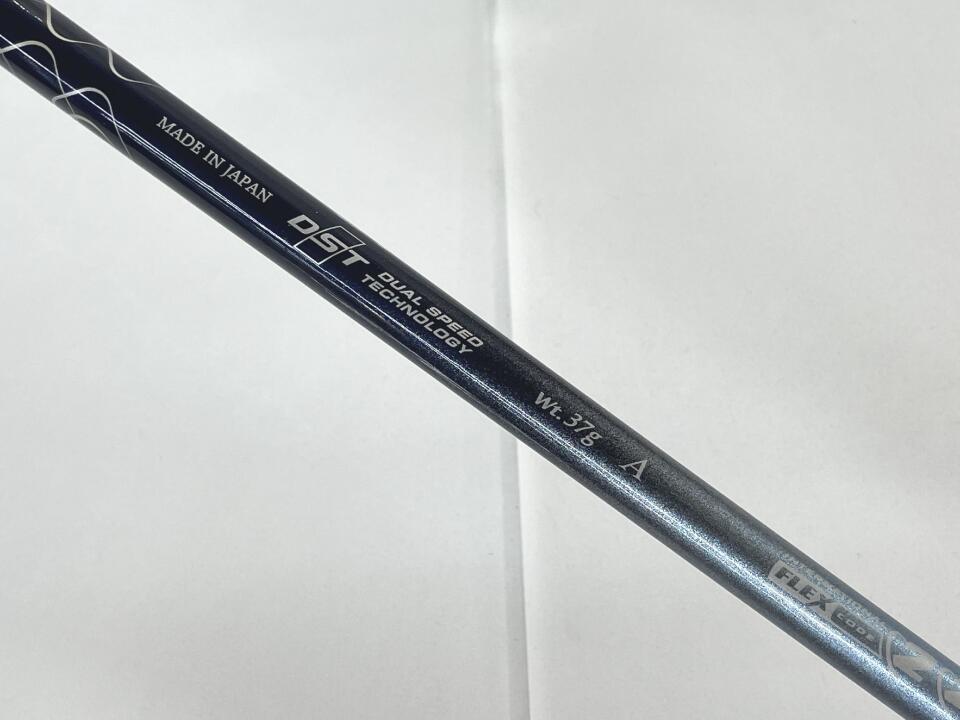 MADE IN JAPAN
DST
DUAL SPEED
TECHNOLOGY
Wt.37g A
FLEX CODE